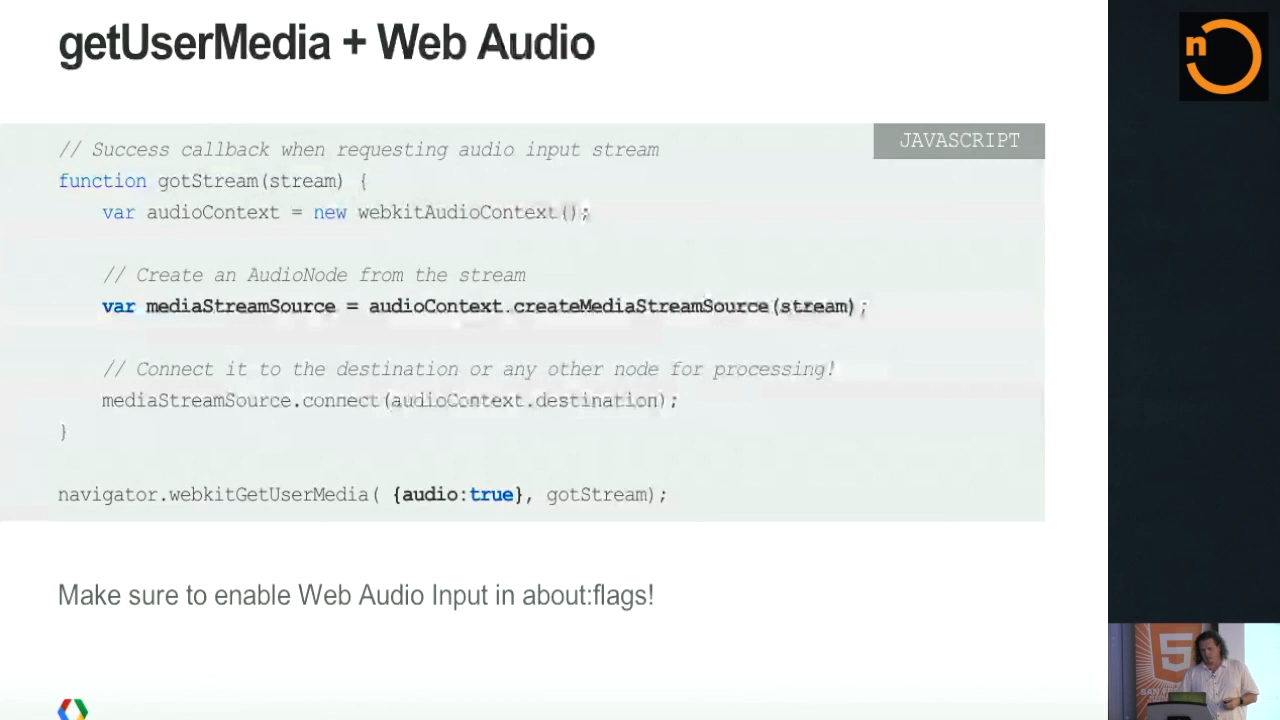 getUserMedia + Web Audio
JAVASCRIPT
// Success callback when requesting audio input stream
function gotStream(stream) {
var audioContext = new webkitAudioContext();
// Create an AudioNode from the stream
var mediaStreamSource = audioContext.createMediaStreamSource(stream);
// Connect it to the destination or any other node for processing!
mediaStreamSource.connect(audioContext.destination);
}
navigator.webkitGetUserMedia( {audio:true}, gotStream);
Make sure to enable Web Audio Input in about:flags!
n
5
SAN